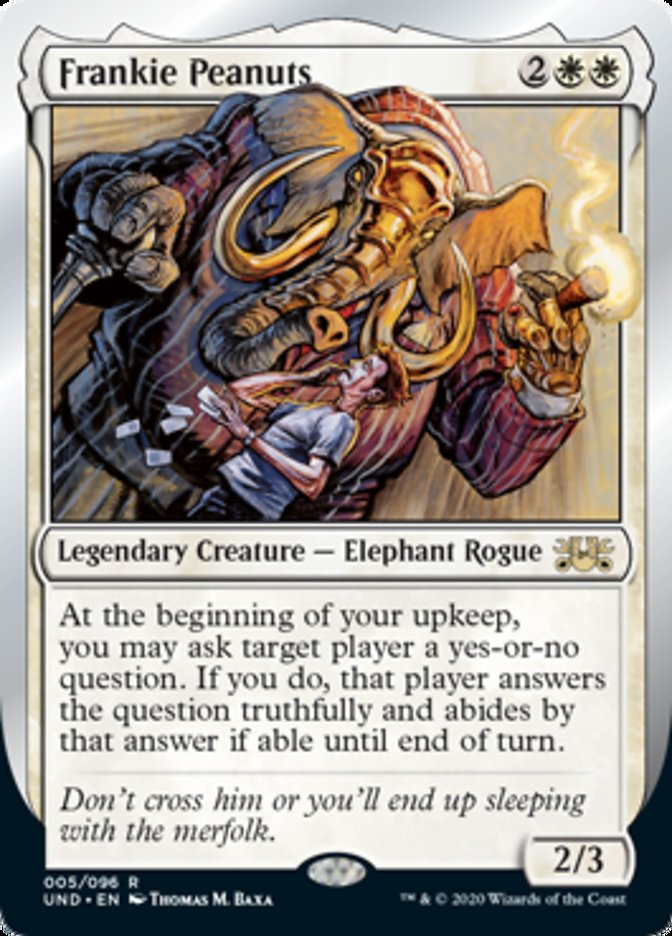 Frankie Peanuts 2
Legendary Creature — Elephant Rogue
At the beginning of your upkeep,
you may ask target player a yes-or-no
question. If you do, that player answers
the question truthfully and abides by
that answer if able until end of turn.
Don't cross him or you'll end up sleeping
with the merfolk.
2/3
005/096 R
UND • EN Thomas M. Baxa
™ & © 2020 Wizards of the Coast